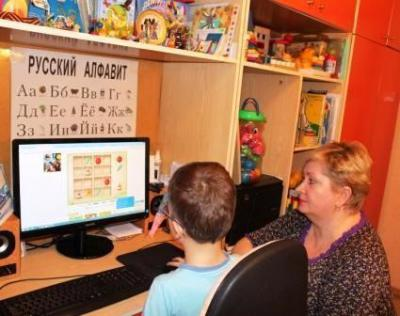 РУССКИЙ АЛФАВИТ
Аа Бб Вв Гг
Дд Ее Ёё Жж
Зз Ии Йй Кк